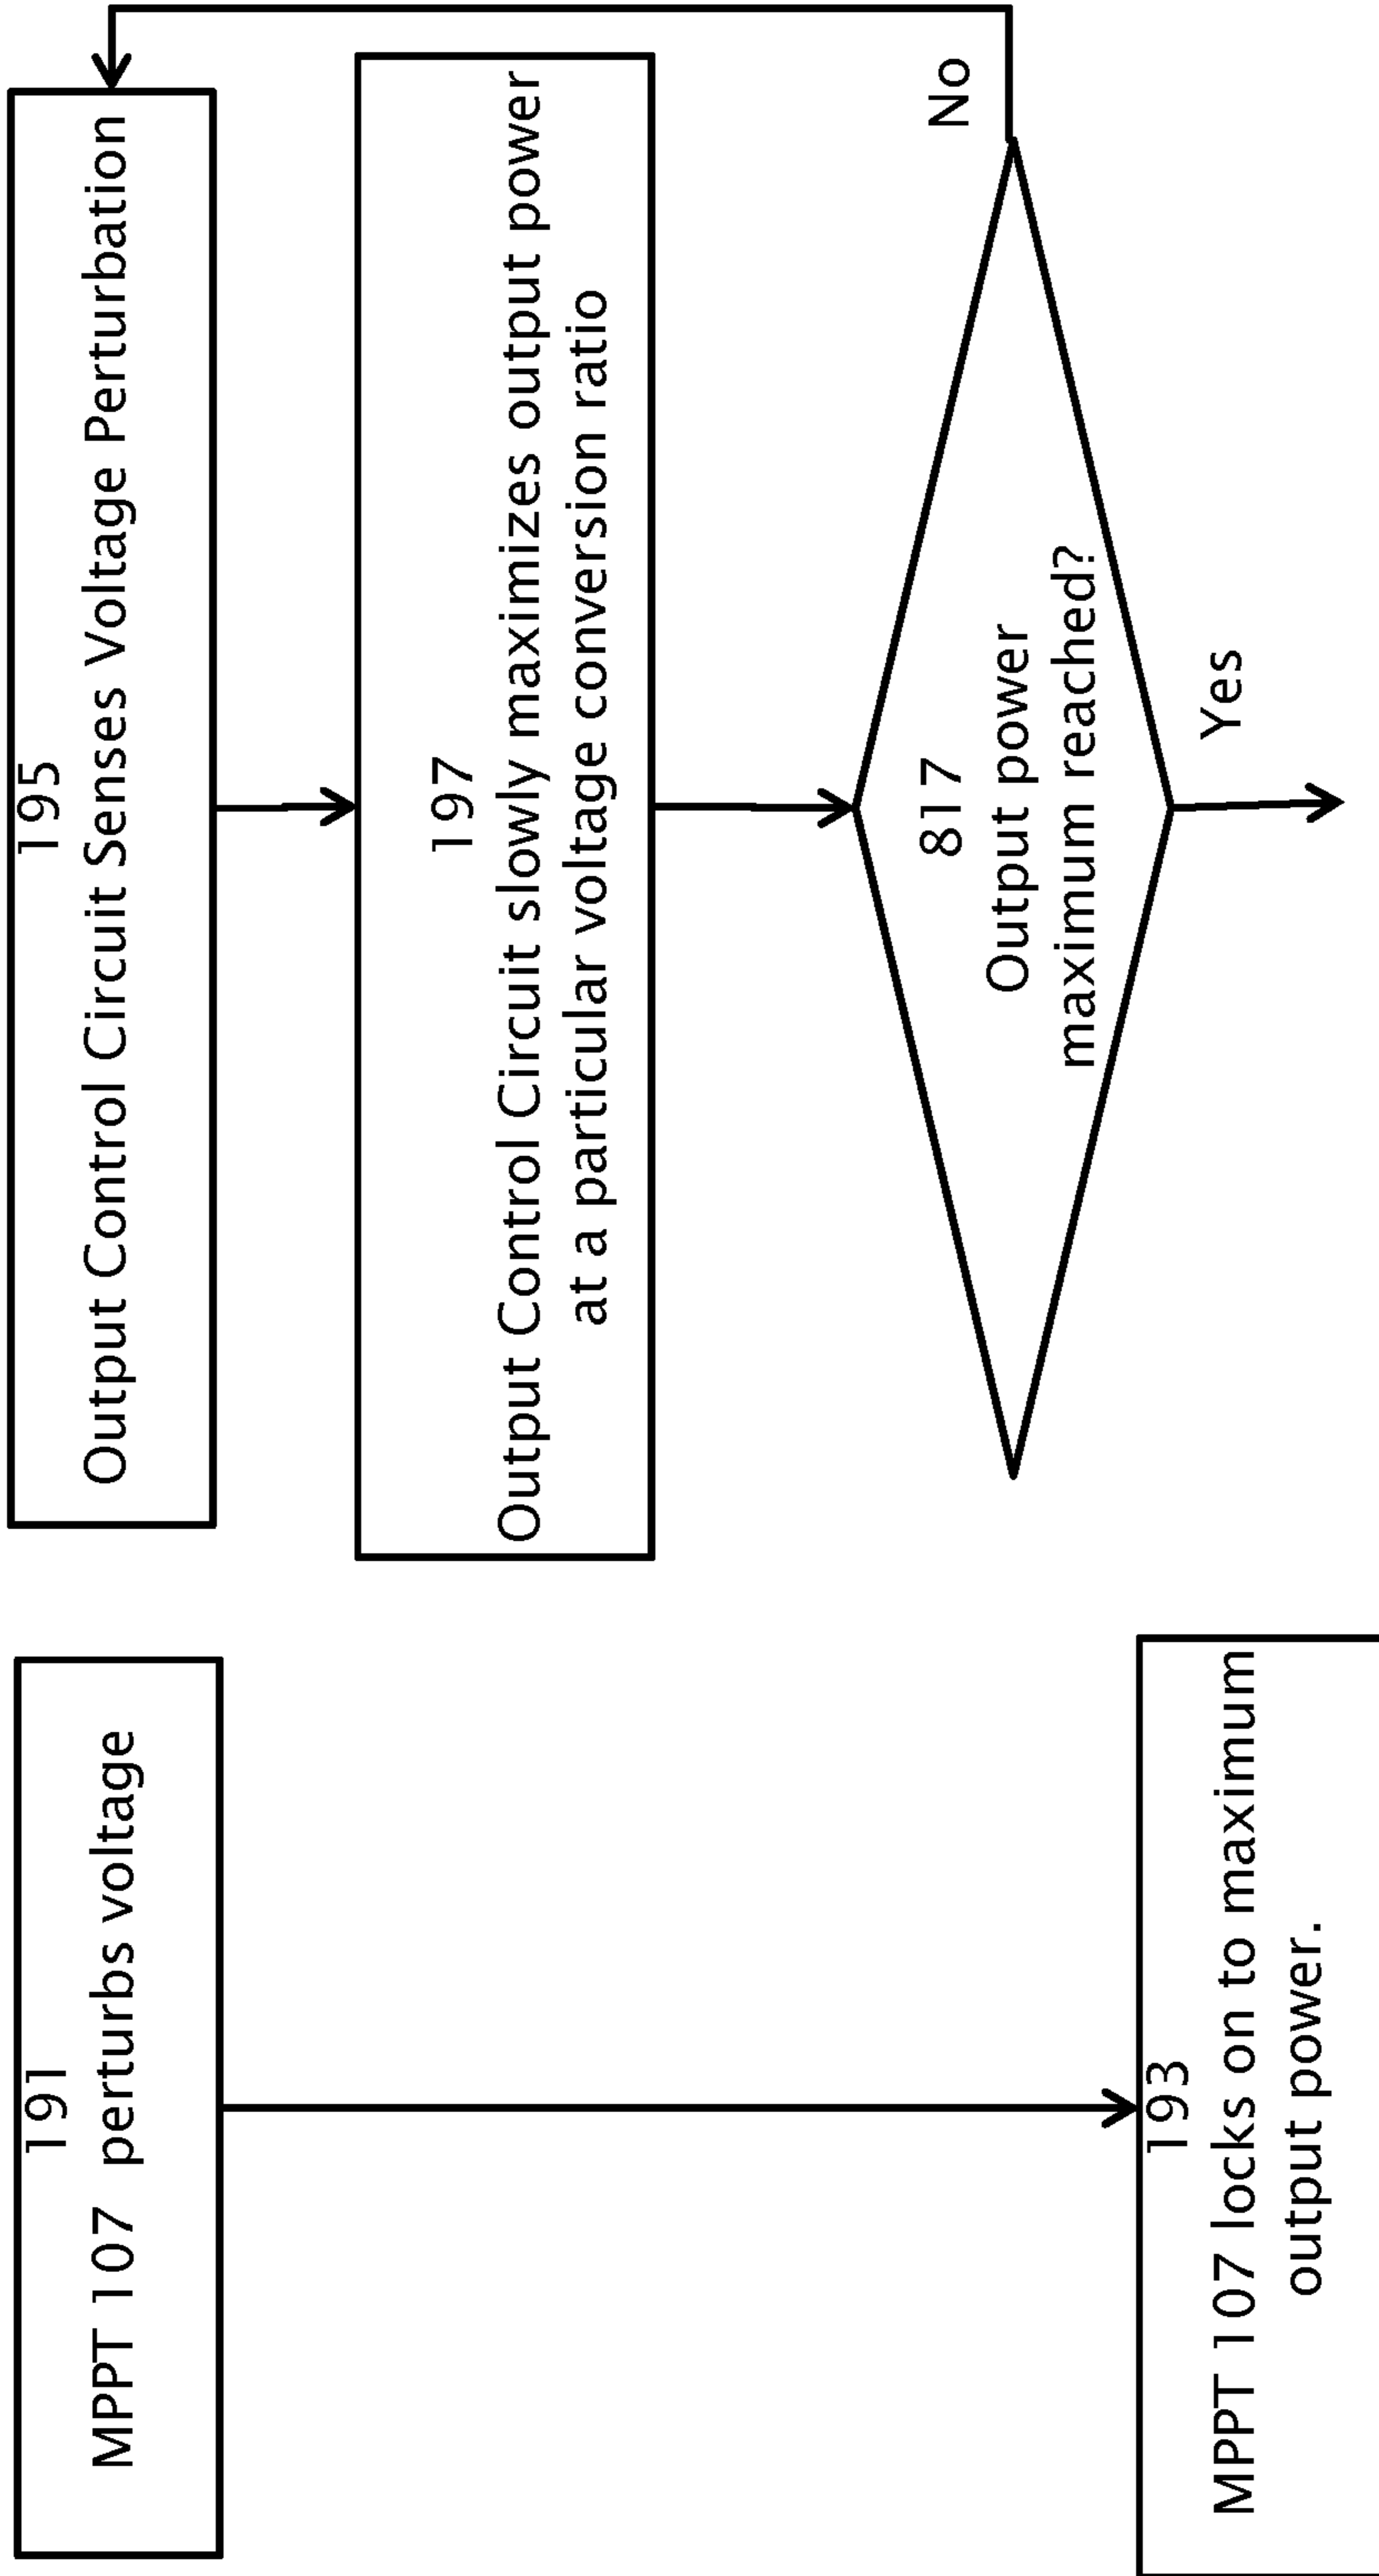 191
MPPT 107 perturbs voltage
193
MPPT 107 locks on to maximum
output power.
195
Output Control Circuit Senses Voltage Perturbation
197
Output Control Circuit slowly maximizes output power
at a particular voltage conversion ratio
817
Output power
maximum reached?
No
Yes